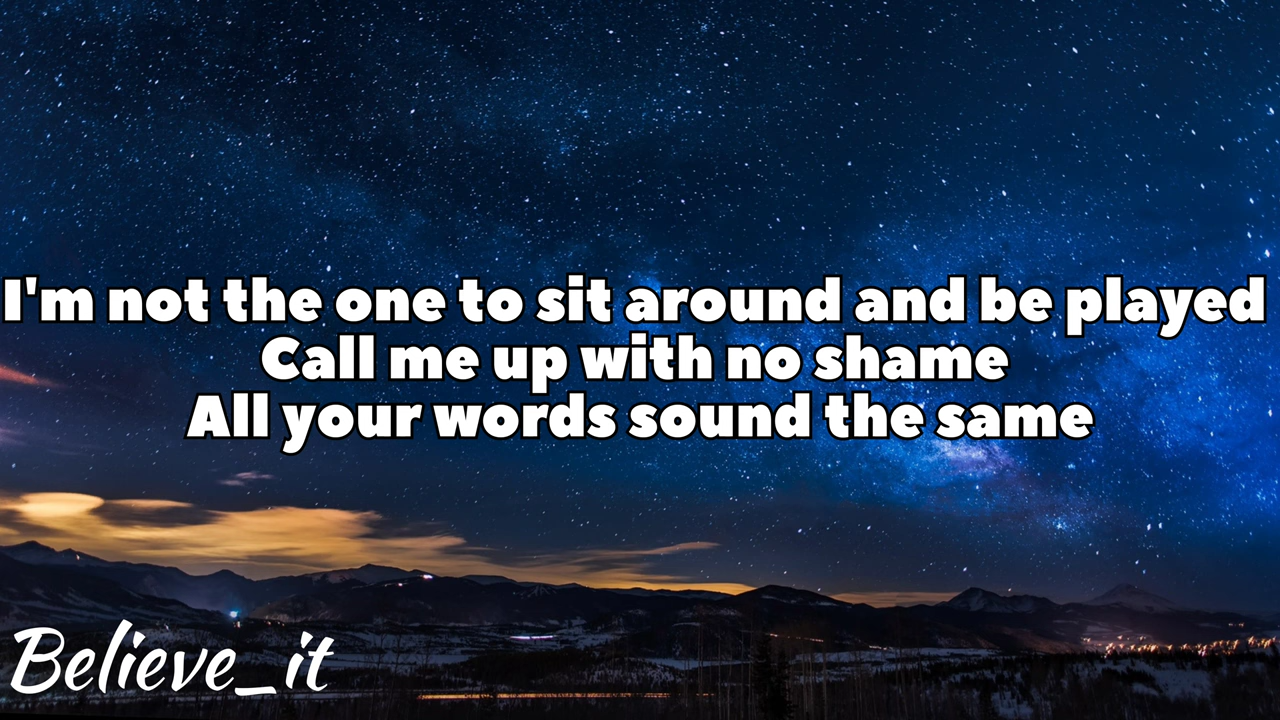 I'm not the one to sit around and be played
Call me up with no shame
All your words sound the same
Believe_it